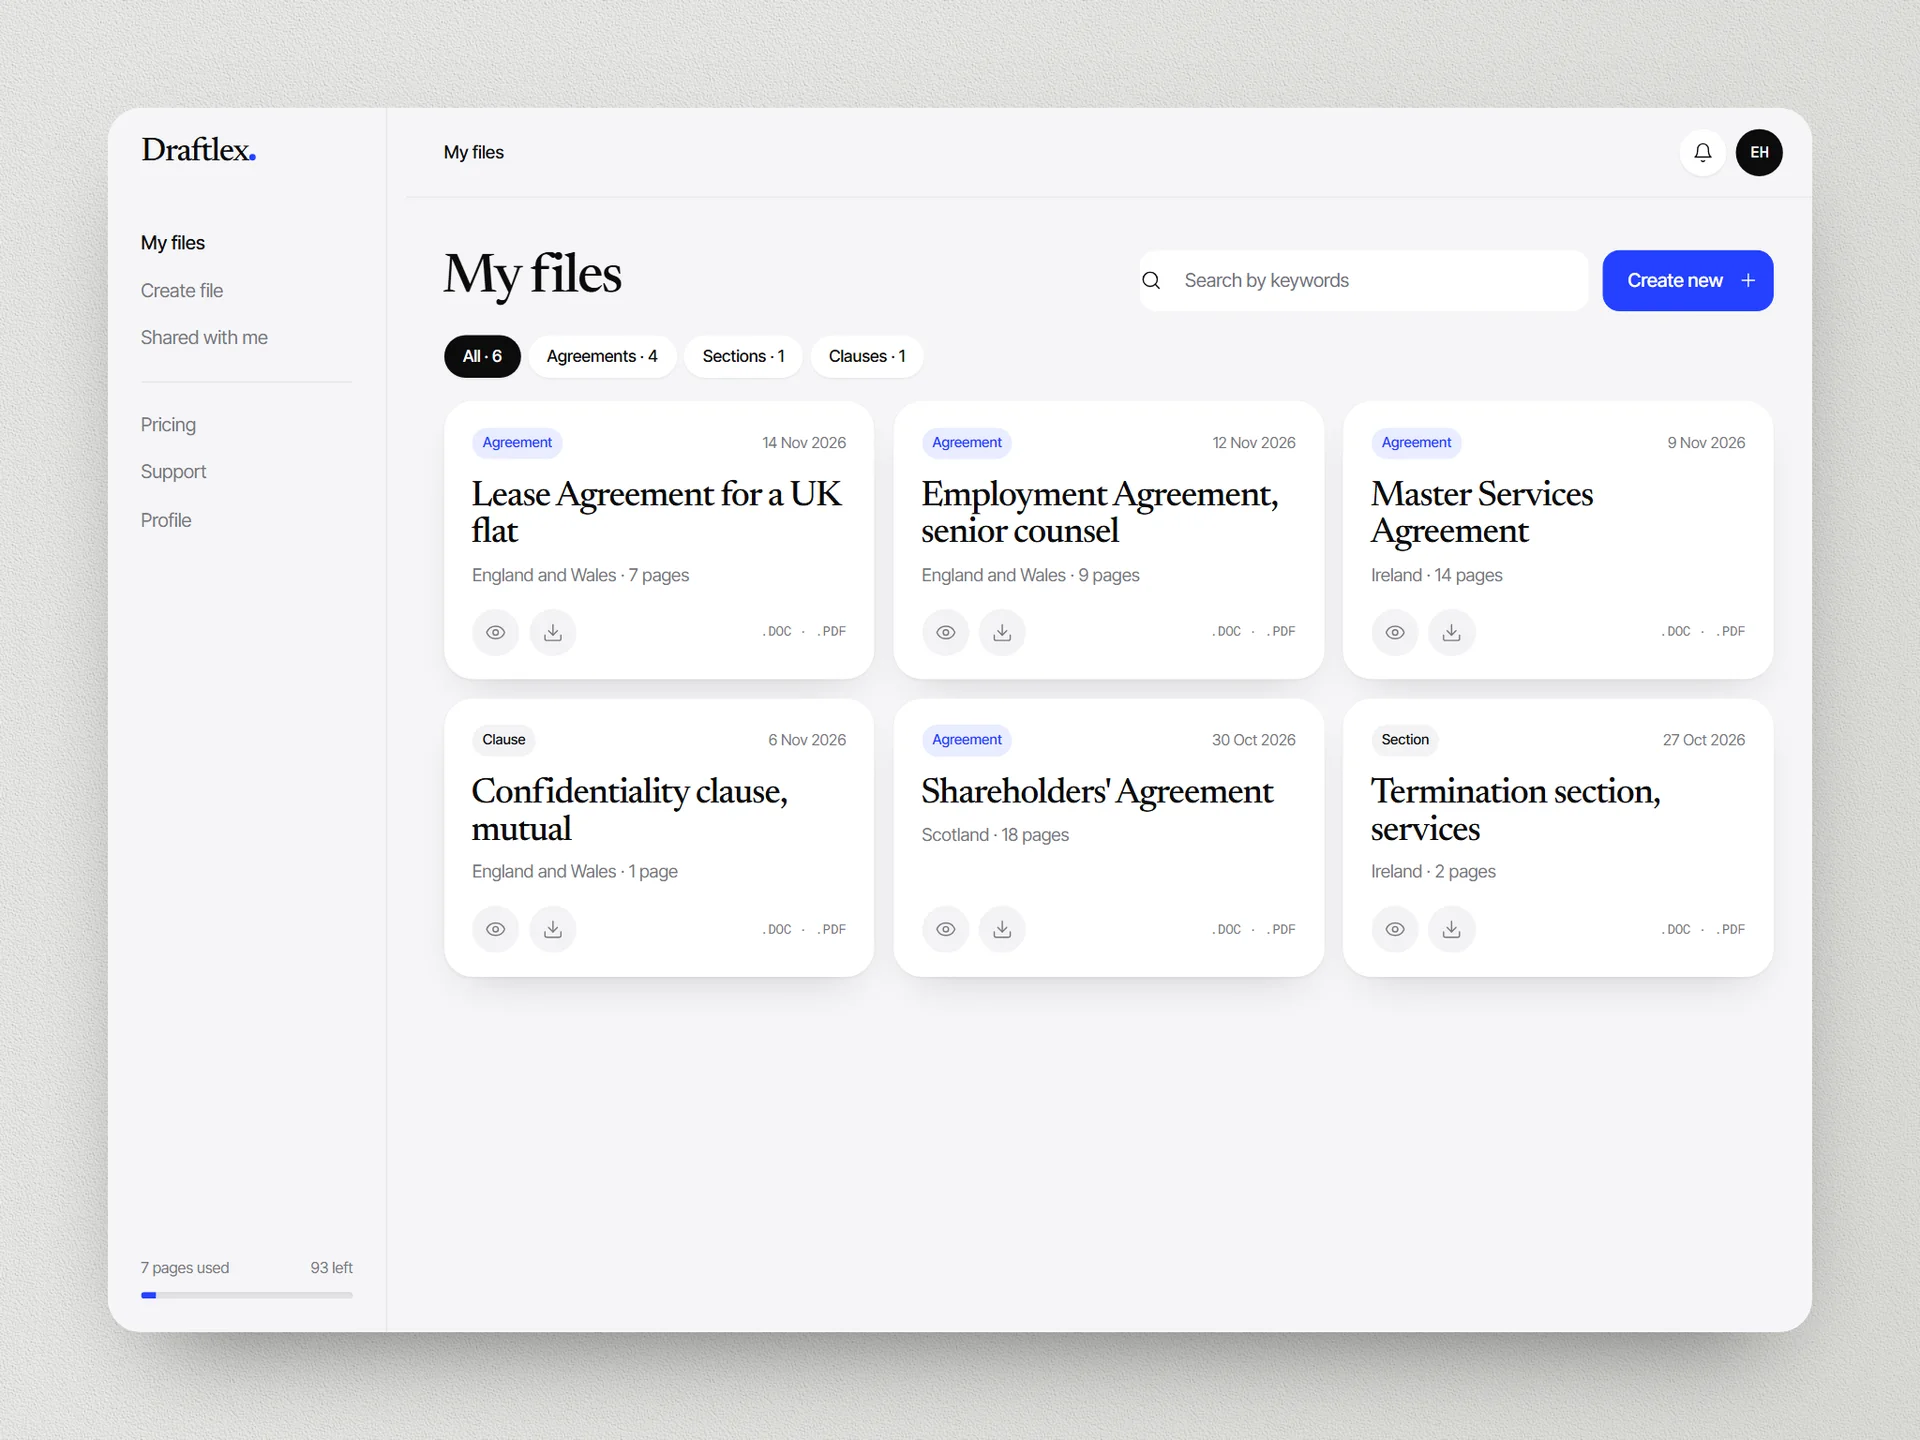 Draftlex.
My files
EH
My files
Create file
Shared with me
Pricing
Support
Profile
7 pages used 93 left
My files
Search by keywords
Create new
All · 6
Agreements · 4
Sections · 1
Clauses · 1
Agreement 14 Nov 2026
Lease Agreement for a UK
flat
England and Wales · 7 pages
.DOC · .PDF
Agreement 12 Nov 2026
Employment Agreement,
senior counsel
England and Wales · 9 pages
.DOC · .PDF
Agreement 9 Nov 2026
Master Services
Agreement
Ireland · 14 pages
.DOC · .PDF
Clause 6 Nov 2026
Confidentiality clause,
mutual
England and Wales · 1 page
.DOC · .PDF
Agreement 30 Oct 2026
Shareholders' Agreement
Scotland · 18 pages
.DOC · .PDF
Section 27 Oct 2026
Termination section,
services
Ireland · 2 pages
.DOC · .PDF